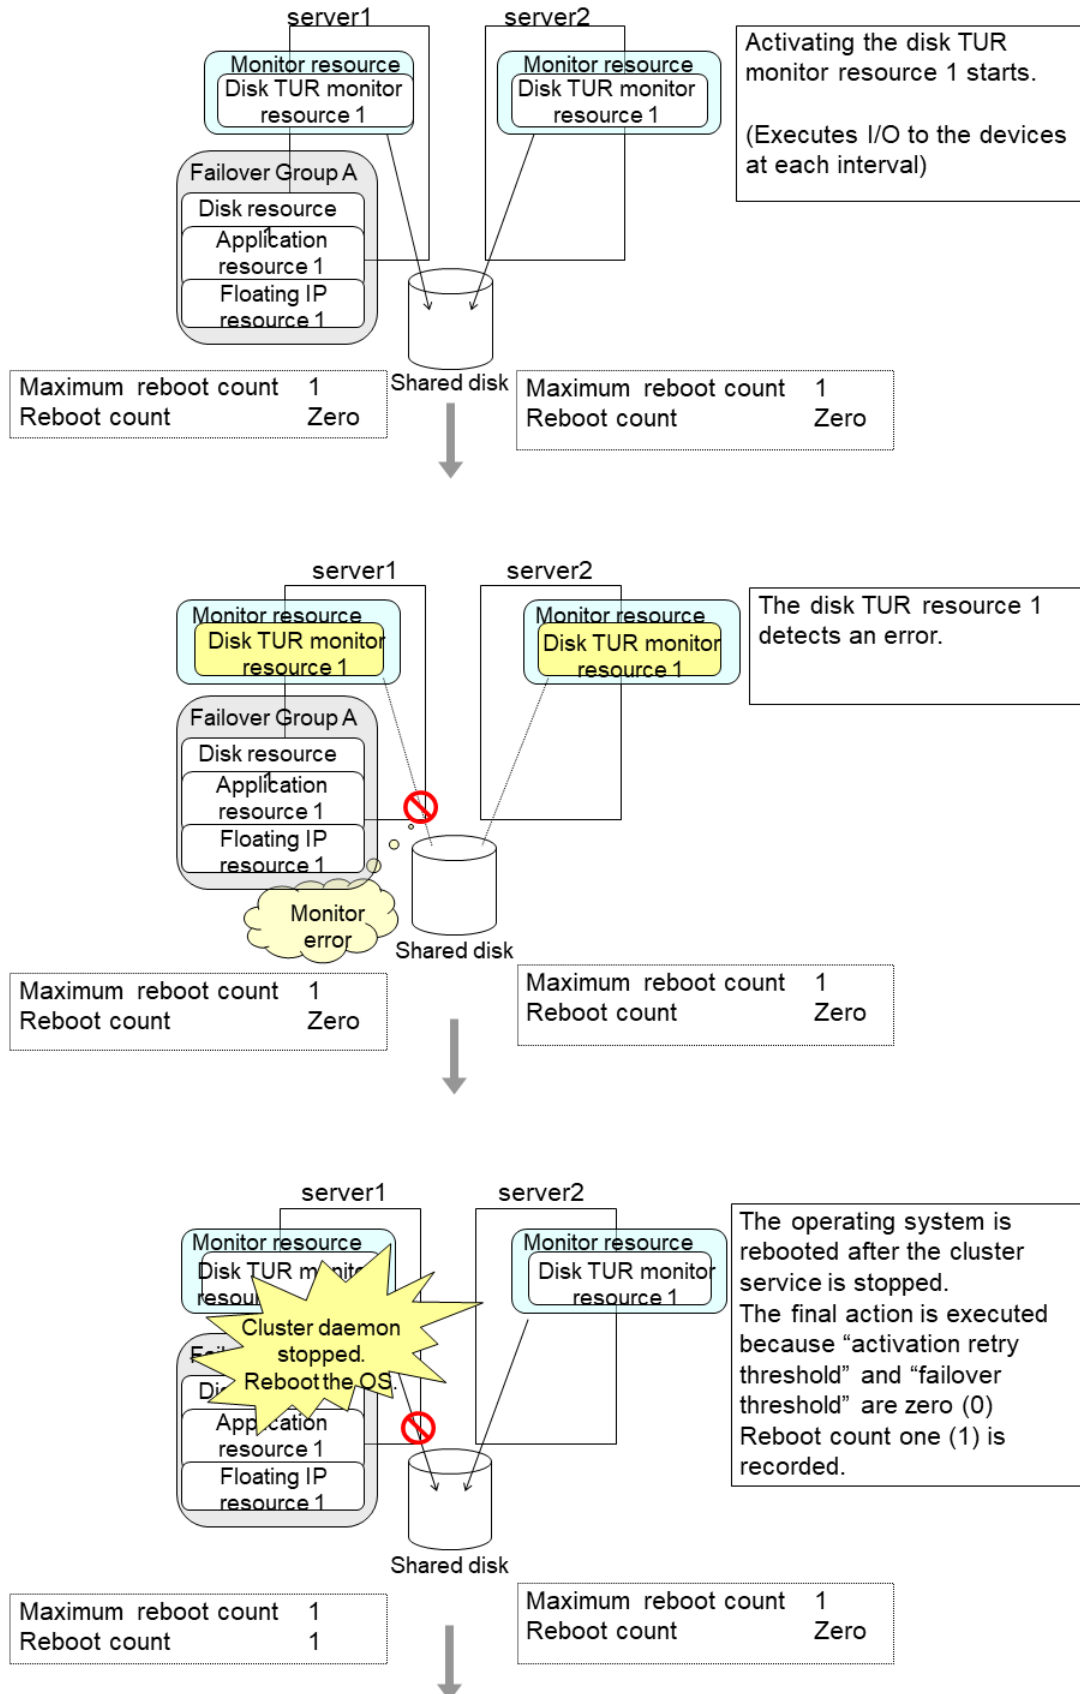 server1
server2
Monitor resource
Disk TUR monitor
resource 1
Monitor resource
Disk TUR monitor
resource 1
Activating the disk TUR
monitor resource 1 starts.
(Executes I/O to the devices
at each interval)
Failover Group A
Disk resource
1
Application
resource 1
Floating IP
resource 1
Shared disk
Maximum reboot count 1
Reboot count Zero
Maximum reboot count 1
Reboot count Zero
server1
server2
Monitor resource
Disk TUR monitor
resource 1
Monitor resource
Disk TUR monitor
resource 1
The disk TUR resource 1
detects an error.
Failover Group A
Disk resource
1
Application
resource 1
Floating IP
resource 1
Monitor
error
Shared disk
Maximum reboot count 1
Reboot count Zero
Maximum reboot count 1
Reboot count Zero
server1
server2
Monitor resource
Disk TUR monitor
Monitor resource
Disk TUR monitor
resource 1
The operating system is
rebooted after the cluster
service is stopped.
The final action is executed
because “activation retry
threshold” and “failover
threshold” are zero (0)
Reboot count one (1) is
recorded.
Cluster daemon
stopped.
Reboot the OS.
Application
resource 1
Floating IP
resource 1
Shared disk
Maximum reboot count 1
Reboot count 1
Maximum reboot count 1
Reboot count Zero